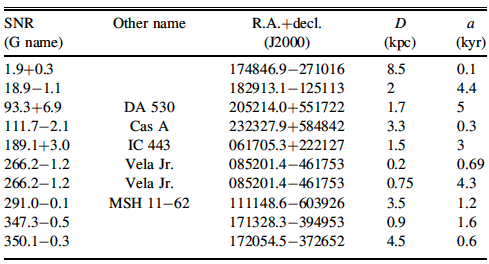 SNR Other name R.A.+decl. D a
(G name) (J2000) (kpc) (kyr)
1.9+0.3 174846.9−271016 8.5 0.1
18.9−1.1 182913.1−125113 2 4.4
93.3+6.9 DA 530 205214.0+551722 1.7 5
111.7−2.1 Cas A 232327.9+584842 3.3 0.3
189.1+3.0 IC 443 061705.3+222127 1.5 3
266.2−1.2 Vela Jr. 085201.4−461753 0.2 0.69
266.2−1.2 Vela Jr. 085201.4−461753 0.75 4.3
291.0−0.1 MSH 11−62 111148.6−603926 3.5 1.2
347.3−0.5 171328.3−394953 0.9 1.6
350.1−0.3 172054.5−372652 4.5 0.6